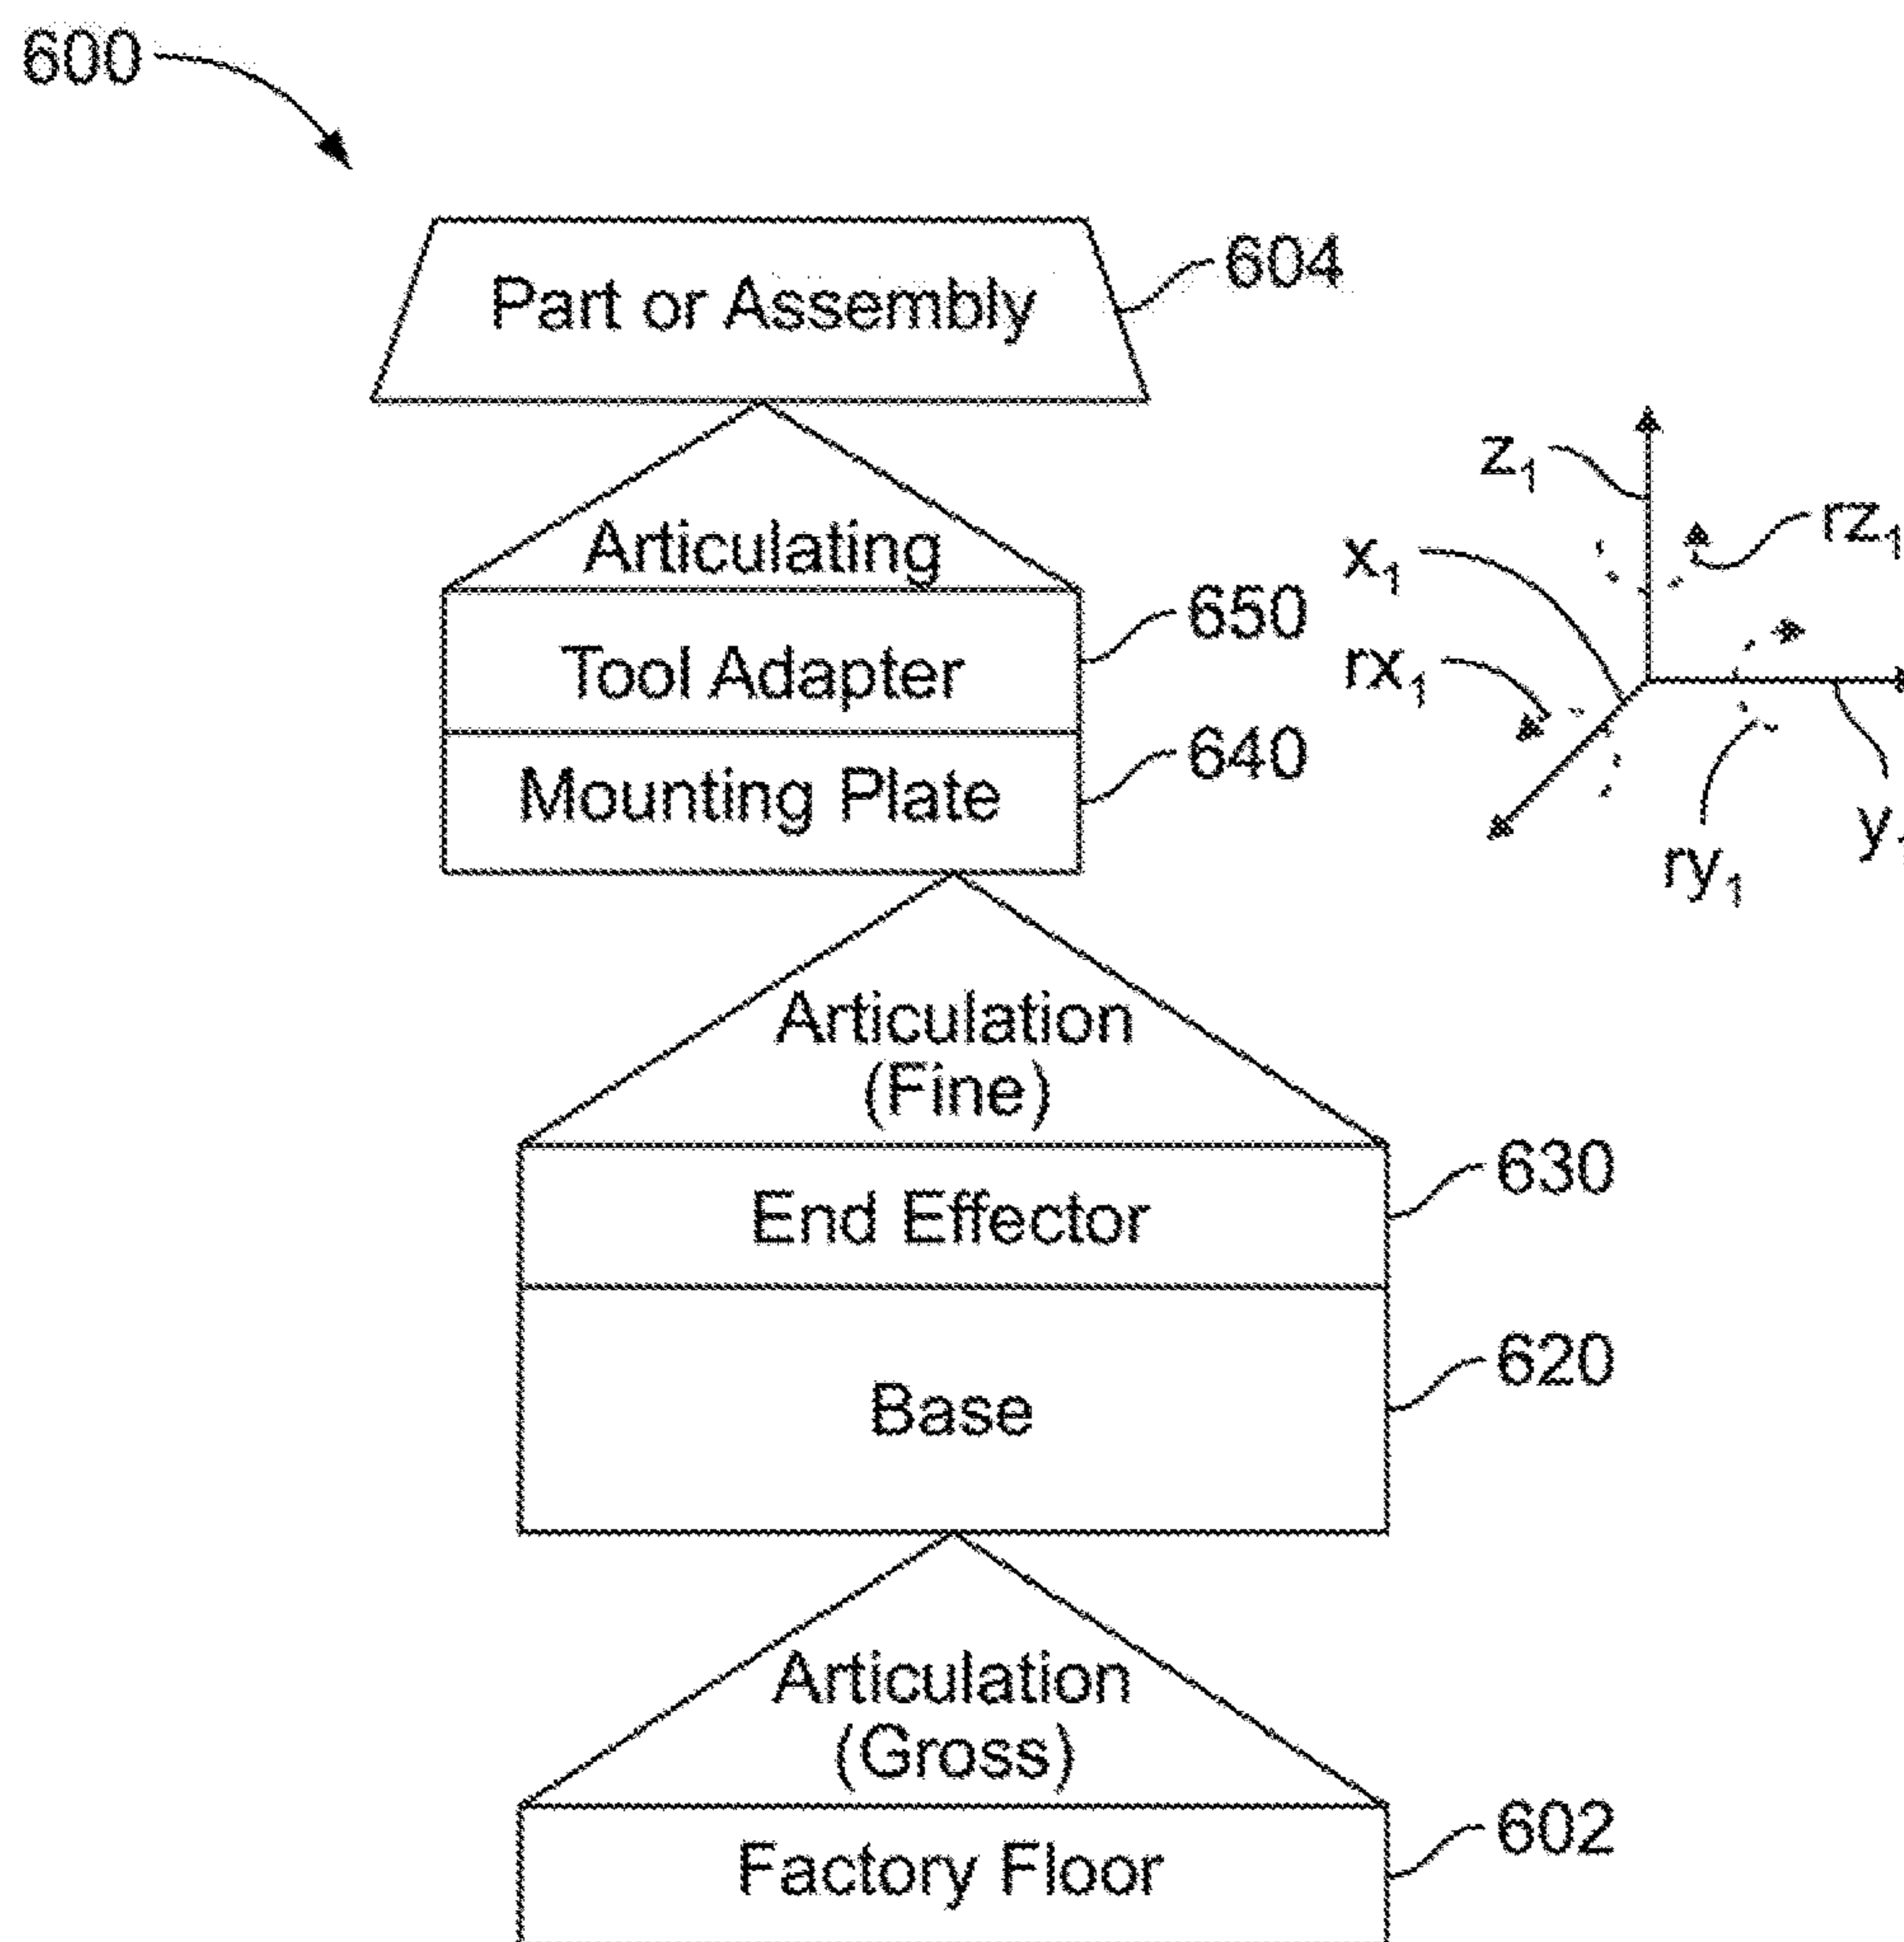 600
Part or Assembly
604
Articulating
Tool Adapter
650
Mounting Plate
640
z₁
rz₁
x₁
rx₁
ry₁
y₁
Articulation
(Fine)
End Effector
630
Base
620
Articulation
(Gross)
Factory Floor
602